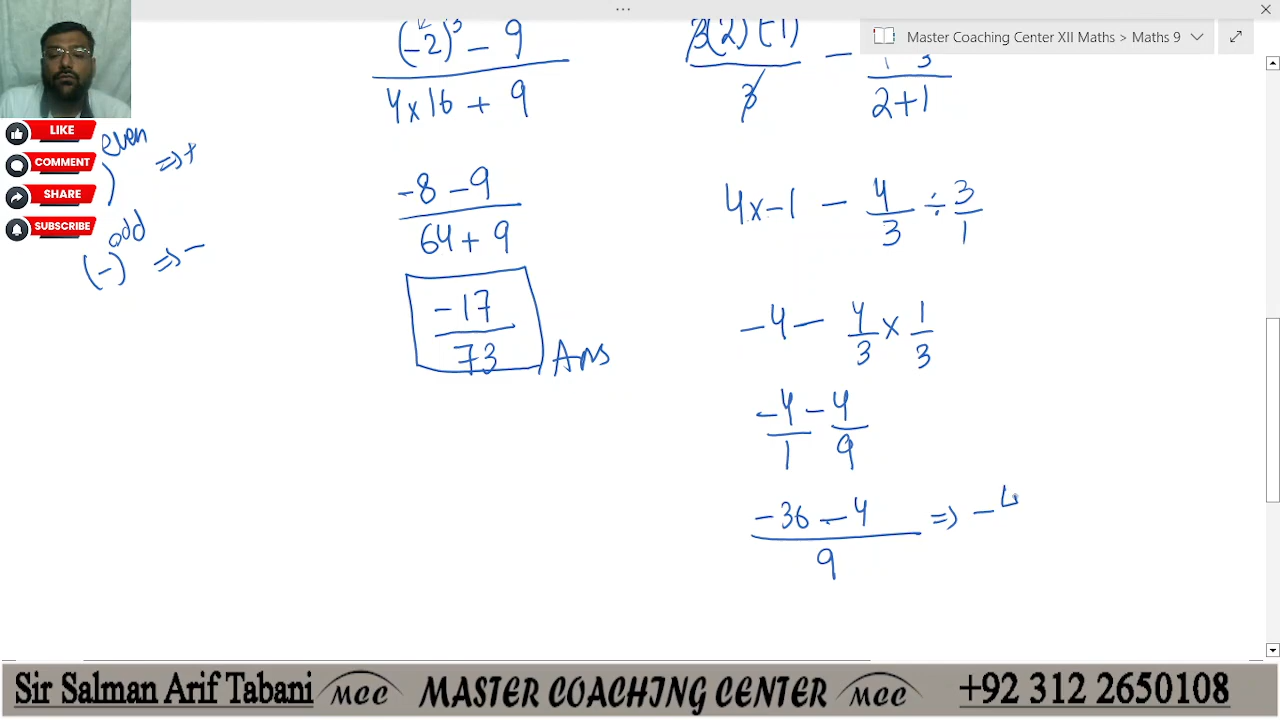 Master Coaching Center XII Maths > Maths 9
LIKE
COMMENT
SHARE
SUBSCRIBE
even
) => +
odd
(-) => -
(-2)³ - 9
4x16 + 9
-8 - 9
64 + 9
-17
73
Ans
3(2)(-1)
3
-
2+1
4x-1 - 4/3 ÷ 3/1
-4 - 4/3 x 1/3
-4/1 - 4/9
-36 - 4 => -4
9
Sir Salman Arif Tabani MCC MASTER COACHING CENTER MCC +92 312 2650108